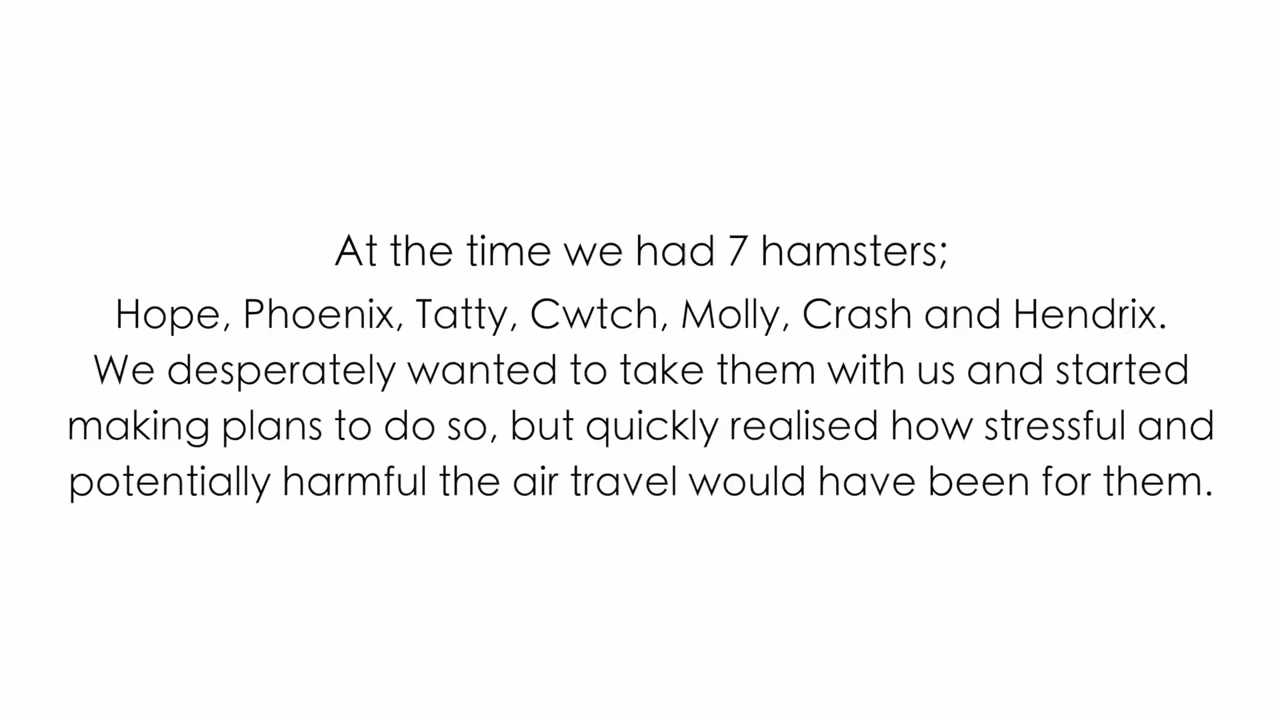 At the time we had 7 hamsters;
Hope, Phoenix, Tatty, Cwtch, Molly, Crash and Hendrix.
We desperately wanted to take them with us and started
making plans to do so, but quickly realised how stressful and
potentially harmful the air travel would have been for them.